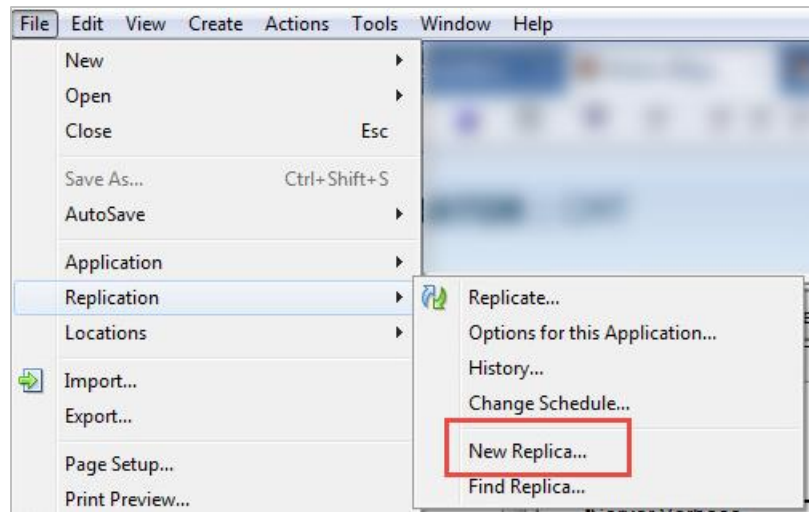 File Edit View Create Actions Tools Window Help
New
Open
Close Esc
Save As... Ctrl+Shift+S
AutoSave
Application
Replication
Locations
Import...
Export...
Page Setup...
Print Preview...
Replicate...
Options for this Application...
History...
Change Schedule...
New Replica...
Find Replica...